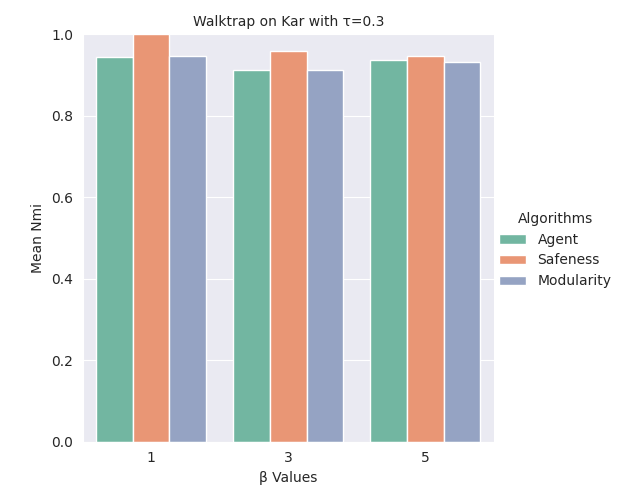 Walktrap on Kar with τ=0.3
1.0
0.8
0.6
0.4
0.2
0.0
Mean Nmi
1 3 5
β Values
Algorithms
Agent
Safeness
Modularity